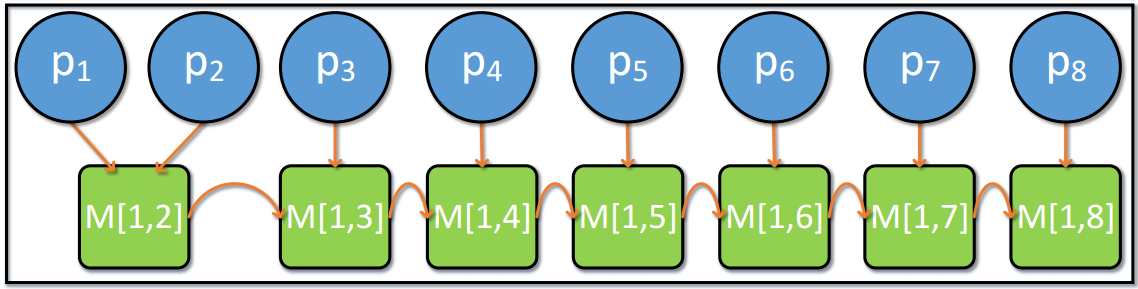 p₁ p₂ p₃ p₄ p₅ p₆ p₇ p₈
M[1,2] M[1,3] M[1,4] M[1,5] M[1,6] M[1,7] M[1,8]